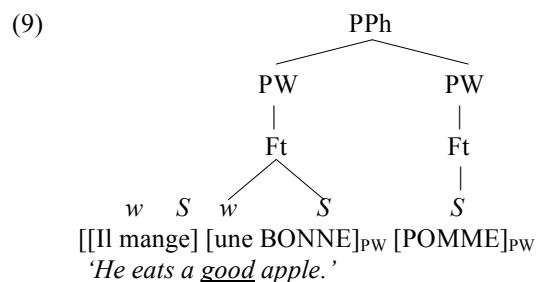 (9) PPh
PW PW
Ft Ft
w S w S S
[[Il mange] [une BONNE]PW [POMME]PW
‘He eats a good apple.’